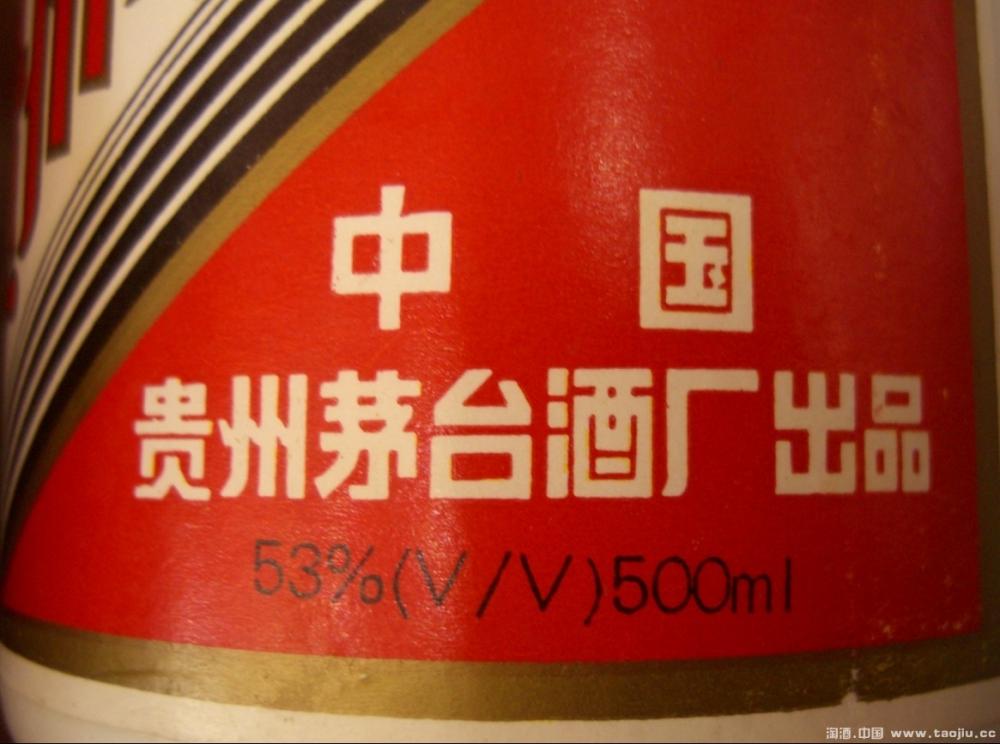 中国
贵州茅台酒厂出品
53%(V/V)500ml
淘酒.中国 www.taojiu.cc